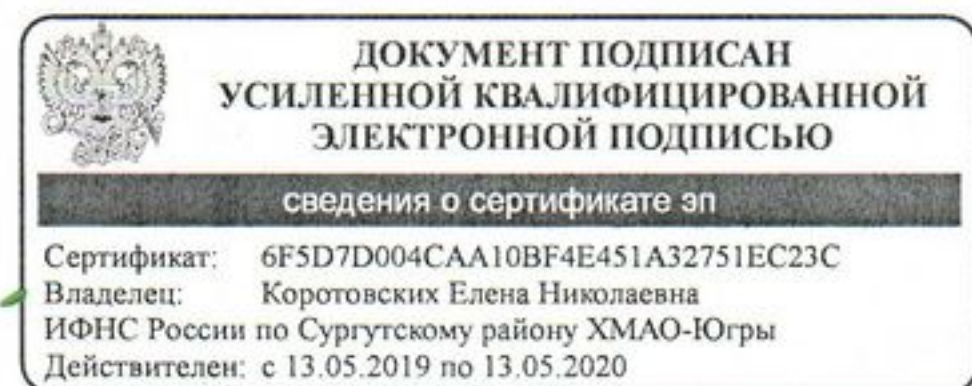 ДОКУМЕНТ ПОДПИСАН
УСИЛЕННОЙ КВАЛИФИЦИРОВАННОЙ
ЭЛЕКТРОННОЙ ПОДПИСЬЮ
сведения о сертификате эп
Сертификат: 6F5D7D004CAA10BF4E451A32751EC23C
Владелец: Коротовских Елена Николаевна
ИФНС России по Сургутскому району ХМАО-Югры
Действителен: с 13.05.2019 по 13.05.2020